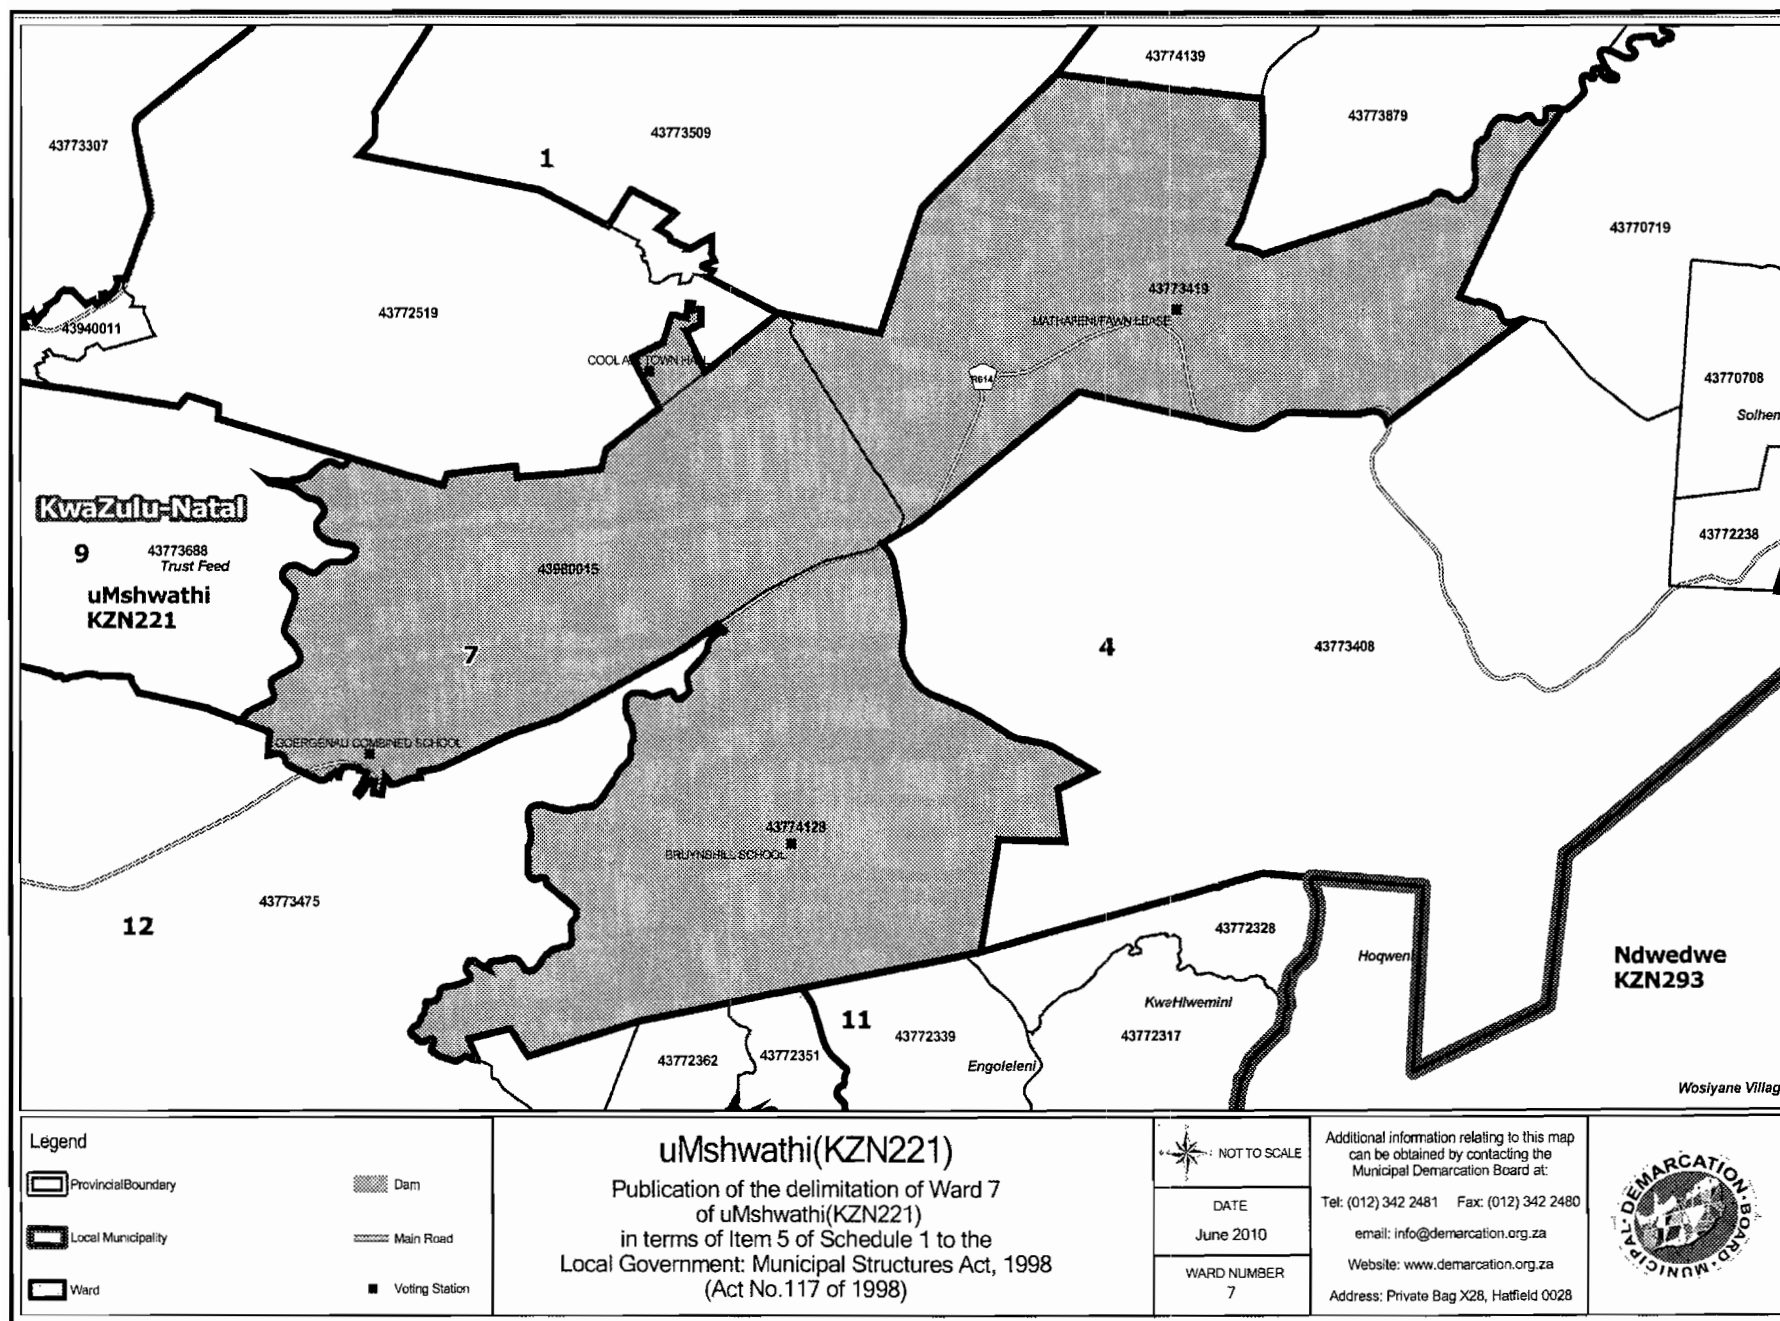 43774139
43773879
43773307
43773509
1
43770719
43772519
43940011
43773419
MATHAFENI/FAWN LEASE
COOL AIR TOWN HALL
R614
43770708
Solhen
KwaZulu-Natal
9
43773688
Trust Feed
uMshwathi
KZN221
43980015
43772238
7
4
43773408
GOERGENAU COMBINED SCHOOL
43774128
BRUYNSHILL SCHOOL
12
43773475
43772328
Hoqweni
Ndwedwe
KZN293
KwaHlwemini
11
43772339
43772317
43772362
43772351
Engoleleni
Wosiyane Villag
Legend
ProvincialBoundary
Dam
Local Municipality
Main Road
Ward
Voting Station
uMshwathi(KZN221)
Publication of the delimitation of Ward 7
of uMshwathi(KZN221)
in terms of Item 5 of Schedule 1 to the
Local Government: Municipal Structures Act, 1998
(Act No.117 of 1998)
NOT TO SCALE
DATE
June 2010
WARD NUMBER
7
Additional information relating to this map
can be obtained by contacting the
Municipal Demarcation Board at:
Tel: (012) 342 2481 Fax: (012) 342 2480
email: info@demarcation.org.za
Website: www.demarcation.org.za
Address: Private Bag X28, Hatfield 0028
MUNICIPAL DEMARCATION BOARD